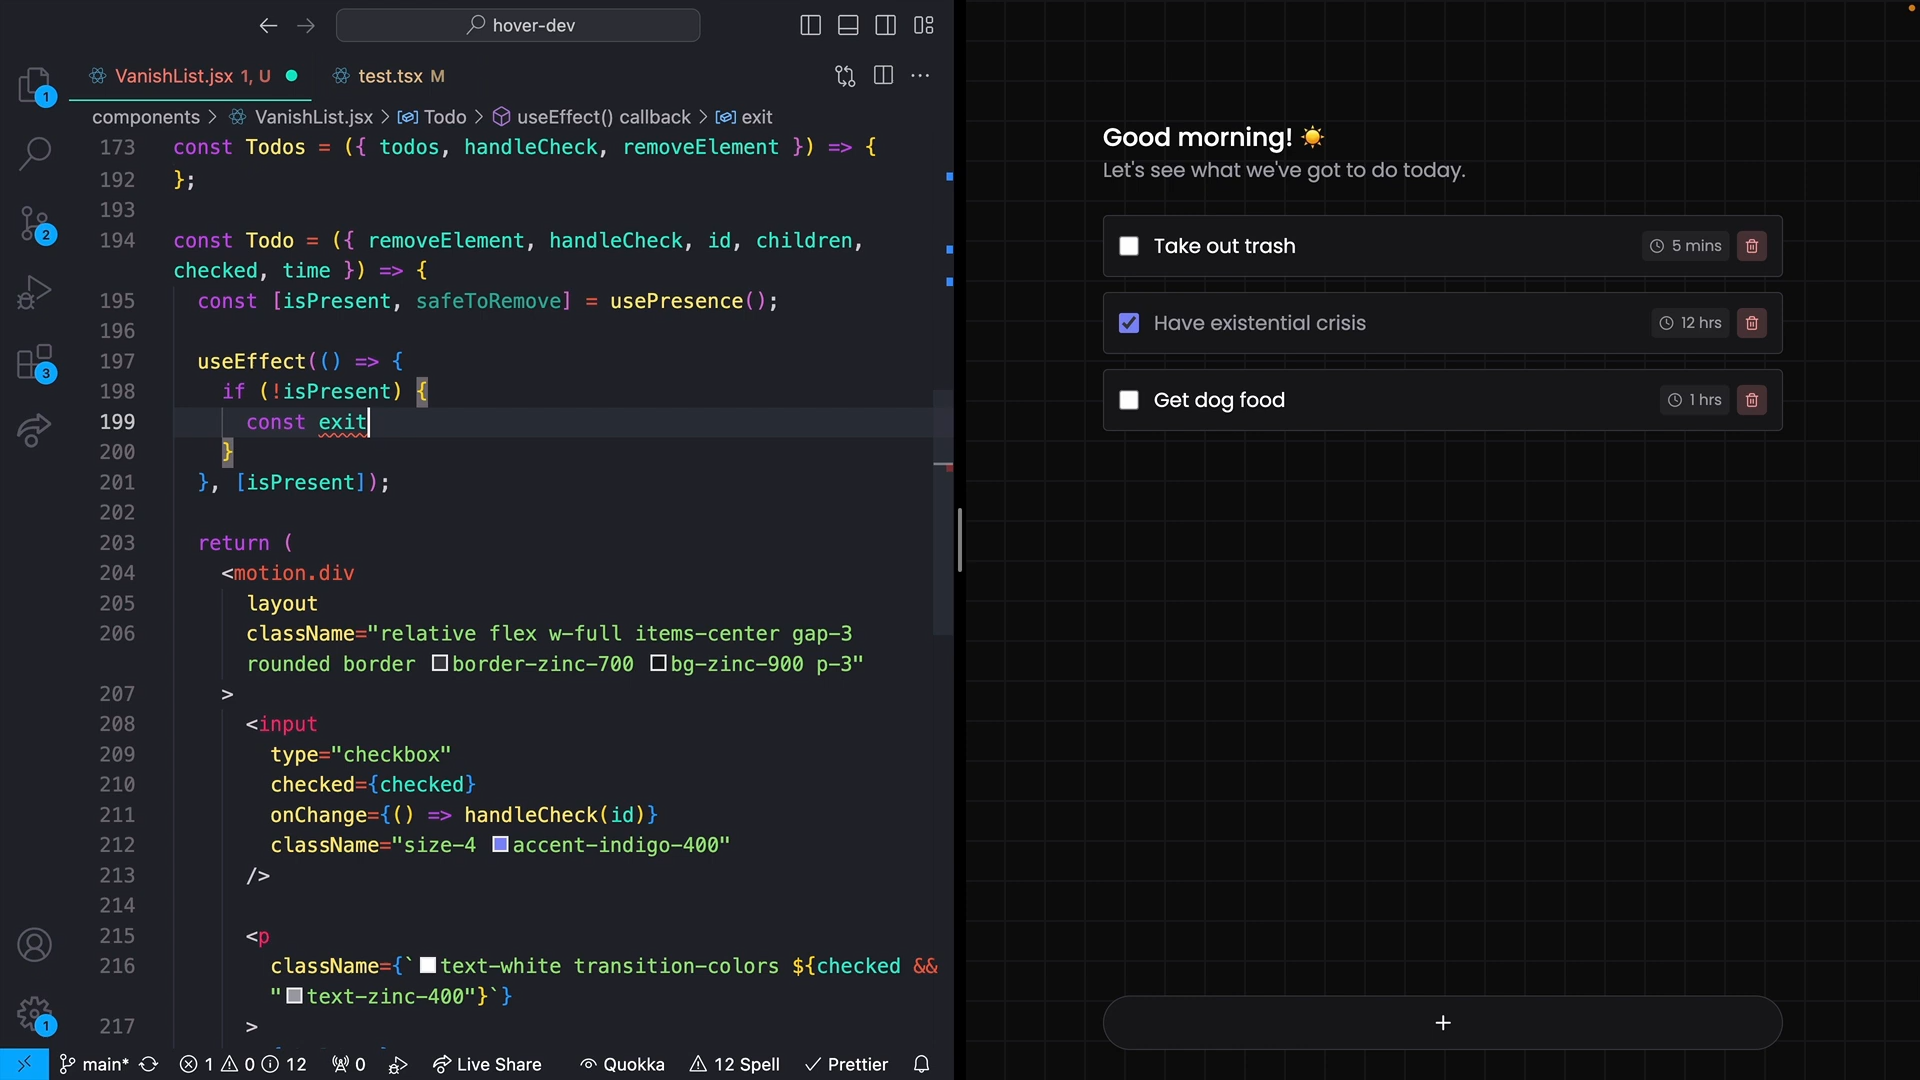 hover-dev
VanishList.jsx 1, U
test.tsx M
components > VanishList.jsx > Todo > useEffect() callback > exit
173 const Todos = ({ todos, handleCheck, removeElement }) => {
192 };
193
194 const Todo = ({ removeElement, handleCheck, id, children,
checked, time }) => {
195 const [isPresent, safeToRemove] = usePresence();
196
197 useEffect(() => {
198 if (!isPresent) {
199 const exit
200 }
201 }, [isPresent]);
202
203 return (
204 <motion.div
205 layout
206 className="relative flex w-full items-center gap-3
rounded border border-zinc-700 bg-zinc-900 p-3"
207 >
208 <input
209 type="checkbox"
210 checked={checked}
211 onChange={() => handleCheck(id)}
212 className="size-4 accent-indigo-400"
213 />
214
215 <p
216 className={`text-white transition-colors ${checked &&
"text-zinc-400"}`}
217 >
1
2
3
1
main* 1 0 12 0 Live Share Quokka 12 Spell Prettier
Good morning! ☀️
Let's see what we've got to do today.
Take out trash 5 mins
Have existential crisis 12 hrs
Get dog food 1 hrs
+